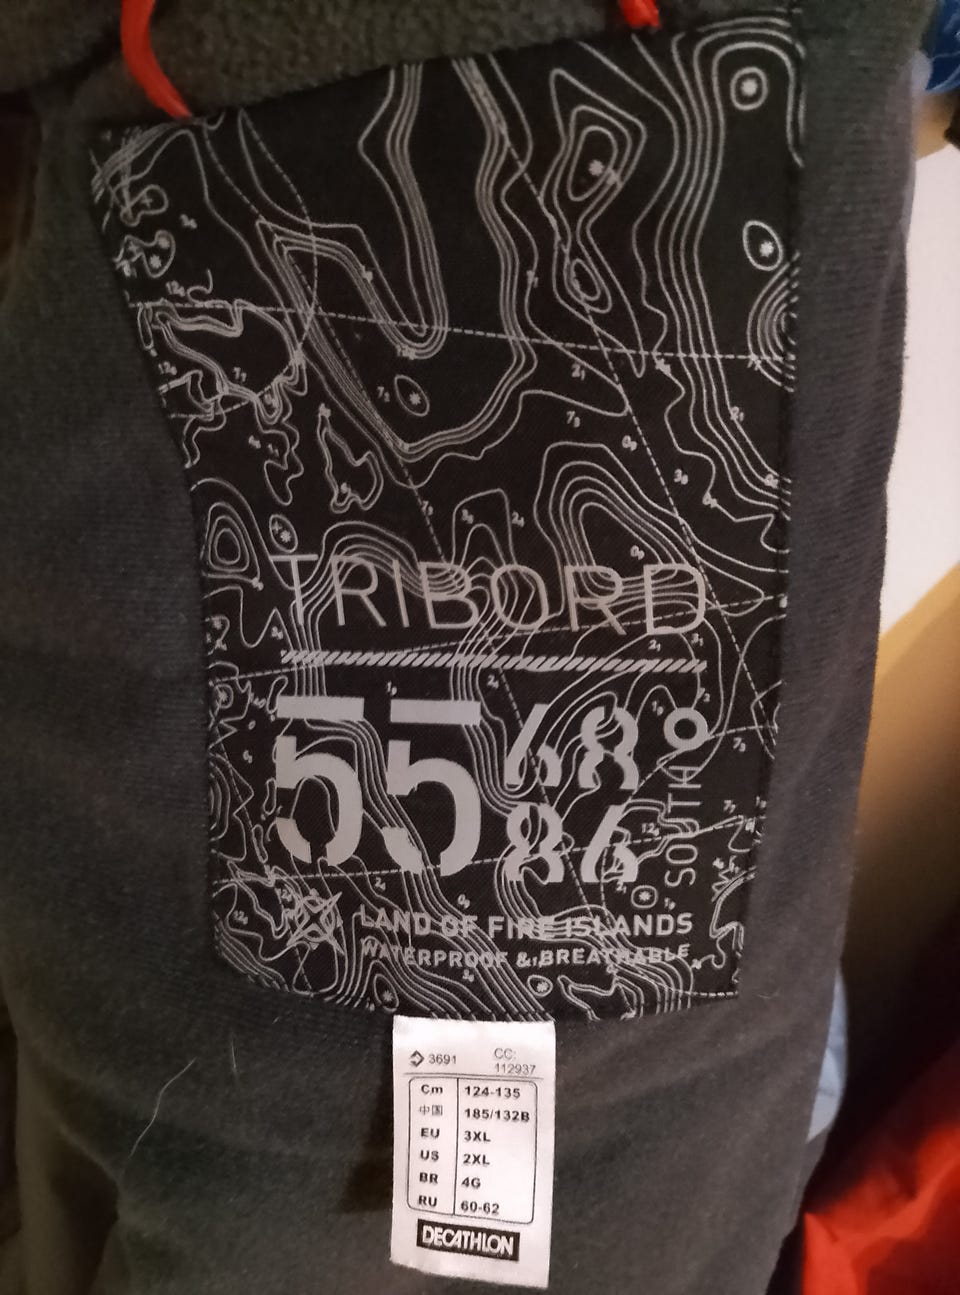 TRIBORD
55 68 86 °
SOUTH
LAND OF FIRE ISLANDS
WATERPROOF & BREATHABLE
3691 CC:
112937
Cm 124-135
中国 185/132B
EU 3XL
US 2XL
BR 4G
RU 60-62
DECATHLON